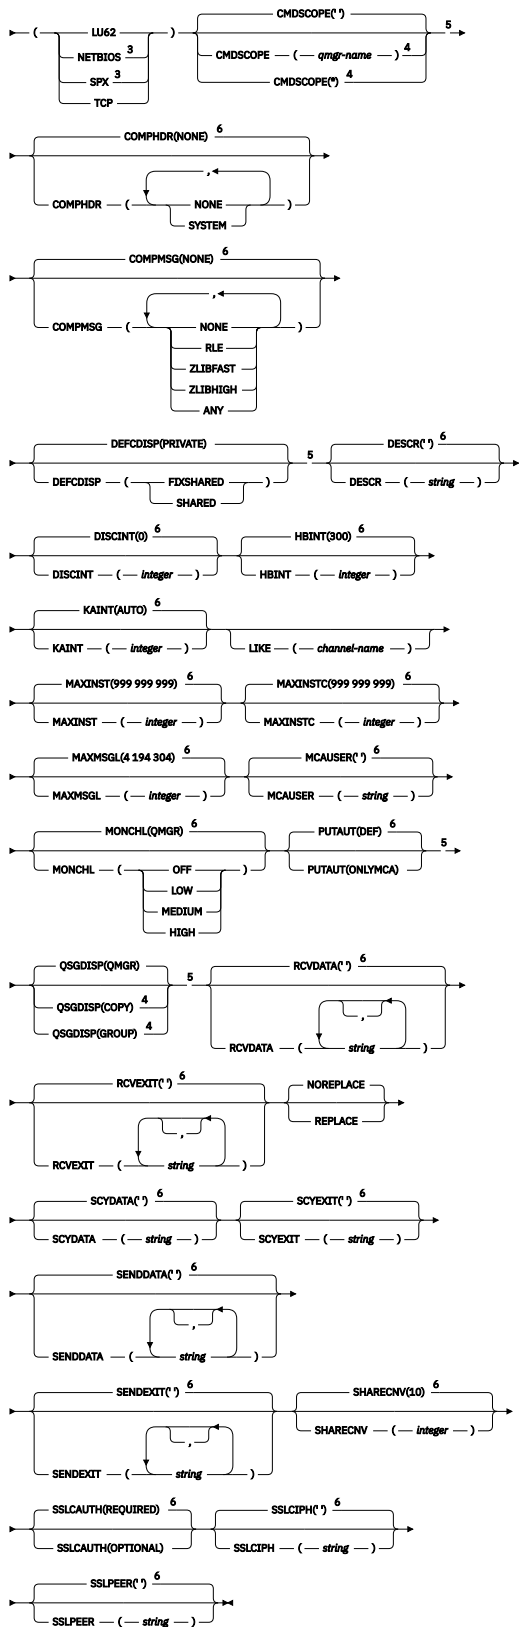 ( LU62 ) CMDSCOPE(' ') 5
NETBIOS 3 CMDSCOPE ( qmgr-name ) 4
SPX 3 CMDSCOPE(*) 4
TCP
COMPHDR(NONE) 6
,
COMPHDR ( NONE )
SYSTEM
COMPMSG(NONE) 6
,
COMPMSG ( NONE )
RLE
ZLIBFAST
ZLIBHIGH
ANY
DEFCDISP(PRIVATE) 5 DESCR(' ') 6
DEFCDISP ( FIXSHARED ) DESCR ( string )
SHARED
DISCINT(0) 6 HBINT(300) 6
DISCINT ( integer ) HBINT ( integer )
KAINT(AUTO) 6
KAINT ( integer ) LIKE ( channel-name )
MAXINST(999 999 999) 6 MAXINSTC(999 999 999) 6
MAXINST ( integer ) MAXINSTC ( integer )
MAXMSGL(4 194 304) 6 MCAUSER(' ') 6
MAXMSGL ( integer ) MCAUSER ( string )
MONCHL(QMGR) 6 PUTAUT(DEF) 6 5
MONCHL ( OFF ) PUTAUT(ONLYMCA)
LOW
MEDIUM
HIGH
QSGDISP(QMGR) 5 RCVDATA(' ') 6
QSGDISP(COPY) 4 ,
QSGDISP(GROUP) 4 RCVDATA ( string )
RCVEXIT(' ') 6 NOREPLACE
, REPLACE
RCVEXIT ( string )
SCYDATA(' ') 6 SCYEXIT(' ') 6
SCYDATA ( string ) SCYEXIT ( string )
SENDDATA(' ') 6
,
SENDDATA ( string )
SENDEXIT(' ') 6 SHARECNV(10) 6
, SHARECNV ( integer )
SENDEXIT ( string )
SSLCAUTH(REQUIRED) 6 SSLCIPH(' ') 6
SSLCAUTH(OPTIONAL) SSLCIPH ( string )
SSLPEER(' ') 6
SSLPEER ( string )